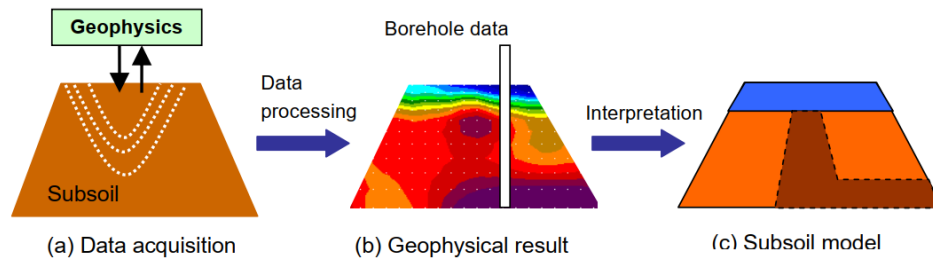 Geophysics
Borehole data
Data
processing
Interpretation
Subsoil
(a) Data acquisition
(b) Geophysical result
(c) Subsoil model